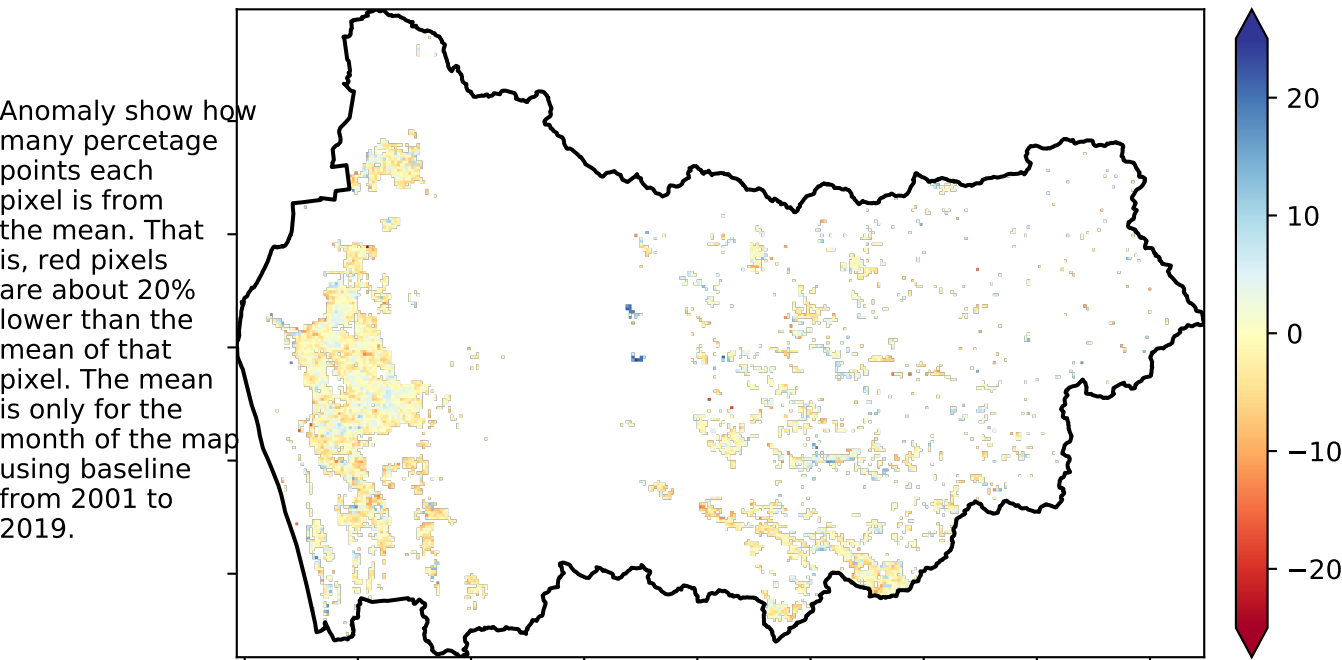 Anomaly show how
many percetage
points each
pixel is from
the mean. That
is, red pixels
are about 20%
lower than the
mean of that
pixel. The mean
is only for the
month of the map
using baseline
from 2001 to
2019.
20
10
0
−10
−20